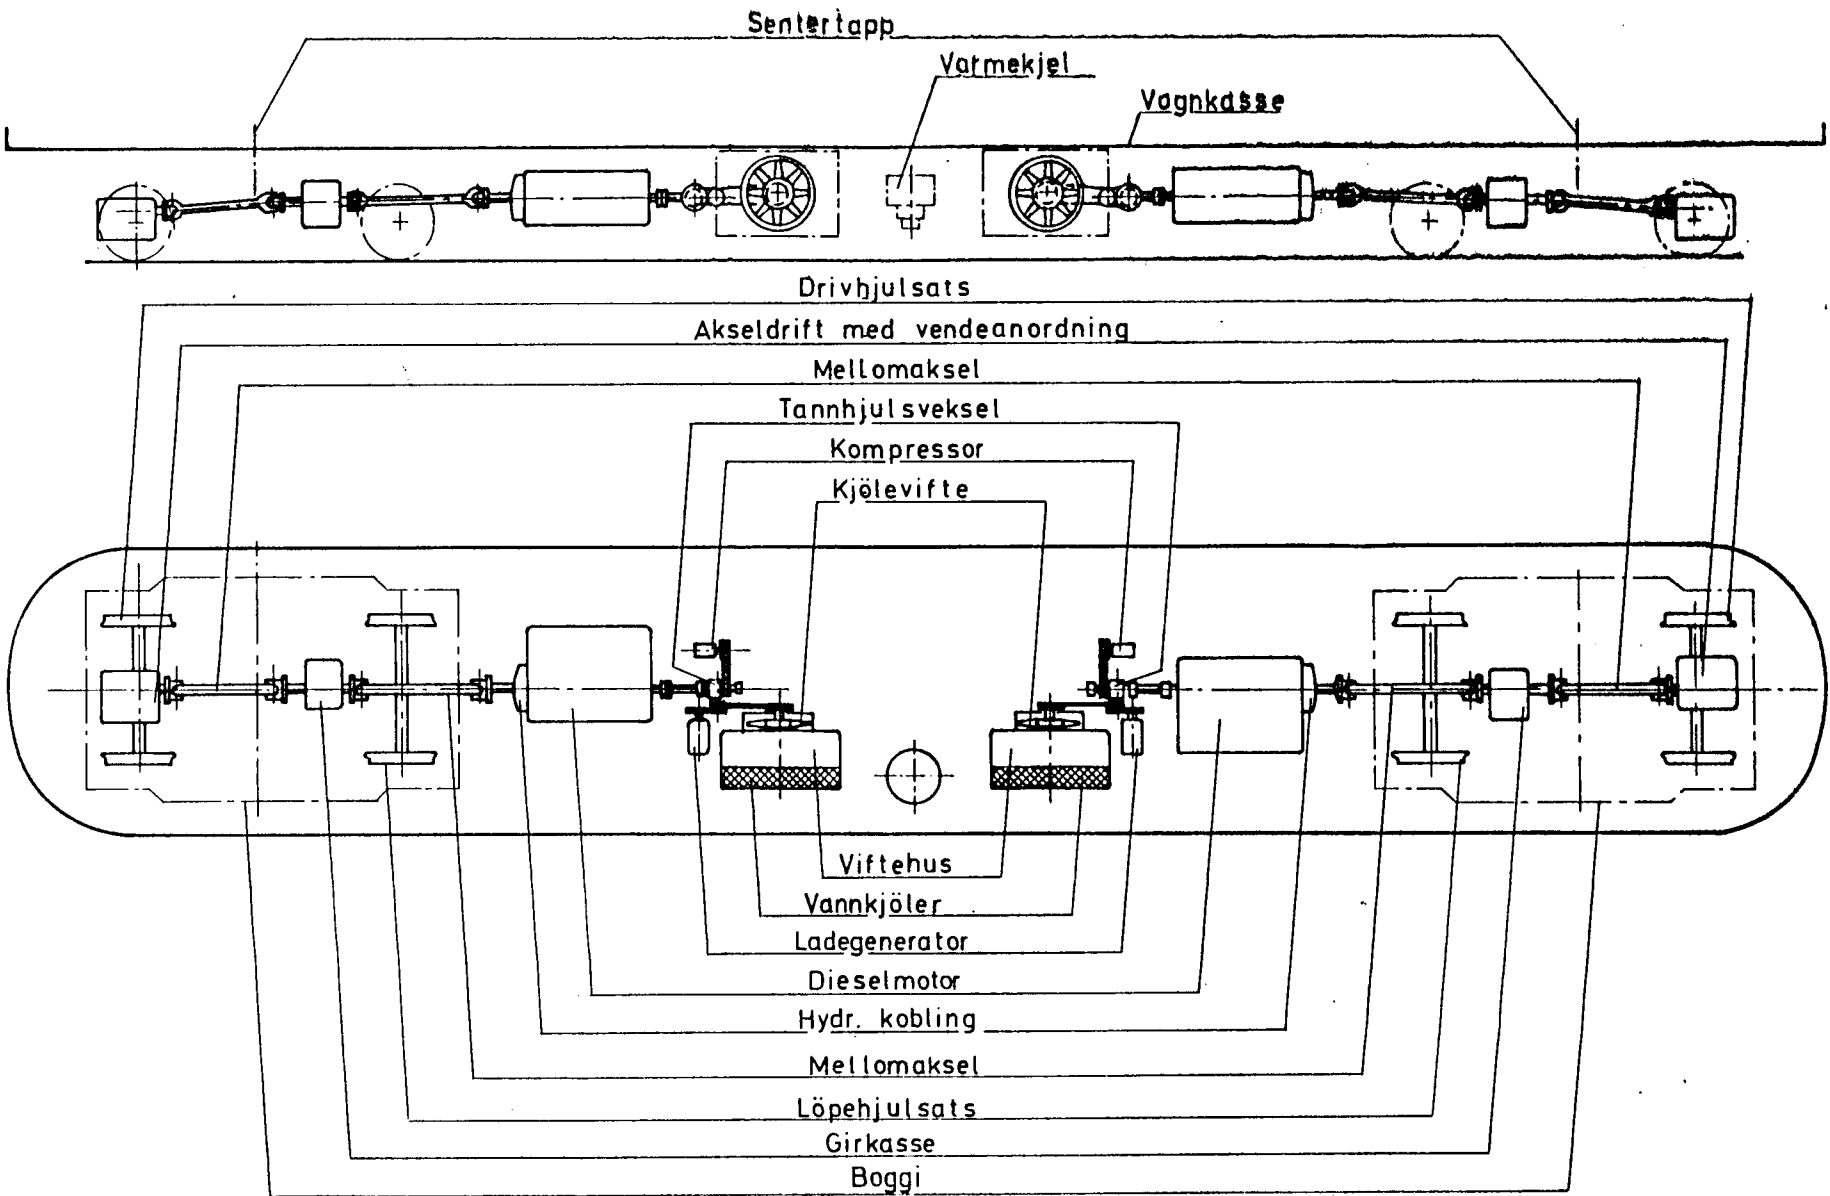 Sentertapp
Varmekjel
Vagnkasse
Drivhjulsats
Akseldrift med vendeanordning
Mellomaksel
Tannhjulsveksel
Kompressor
Kjölevifte
Viftehus
Vannkjöler
Ladegenerator
Dieselmotor
Hydr. kobling
Mellomaksel
Löpehjulsats
Girkasse
Boggi